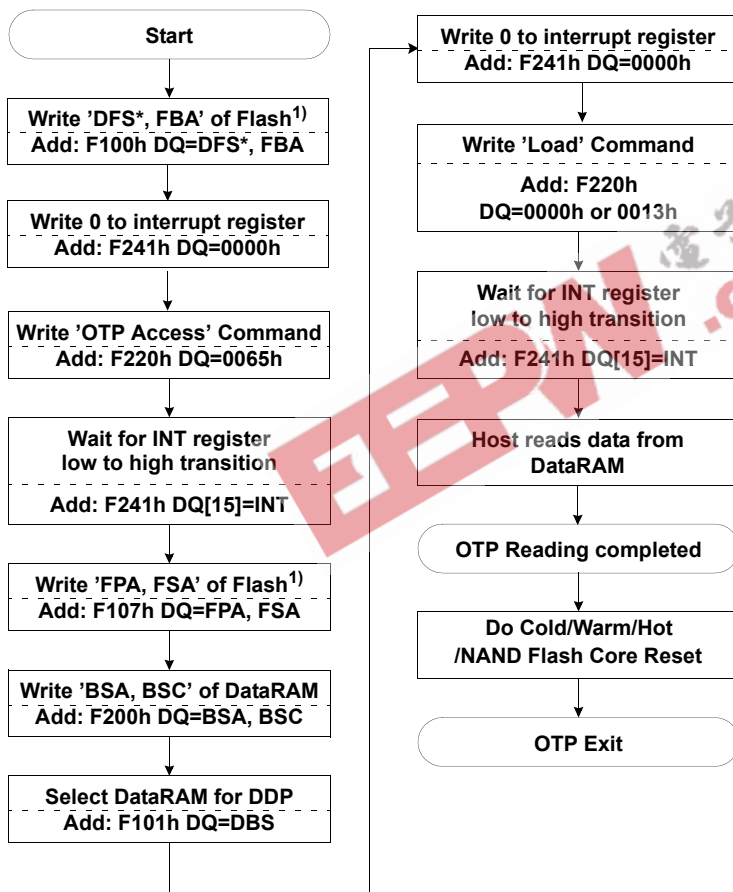 Start
Write 'DFS*, FBA' of Flash1)
Add: F100h DQ=DFS*, FBA
Write 0 to interrupt register
Add: F241h DQ=0000h
Write 'OTP Access' Command
Add: F220h DQ=0065h
Wait for INT register
low to high transition
Add: F241h DQ[15]=INT
Write 'FPA, FSA' of Flash1)
Add: F107h DQ=FPA, FSA
Write 'BSA, BSC' of DataRAM
Add: F200h DQ=BSA, BSC
Select DataRAM for DDP
Add: F101h DQ=DBS
Write 0 to interrupt register
Add: F241h DQ=0000h
Write 'Load' Command
Add: F220h
DQ=0000h or 0013h
Wait for INT register
low to high transition
Add: F241h DQ[15]=INT
Host reads data from
DataRAM
OTP Reading completed
Do Cold/Warm/Hot
/NAND Flash Core Reset
OTP Exit
EEPW